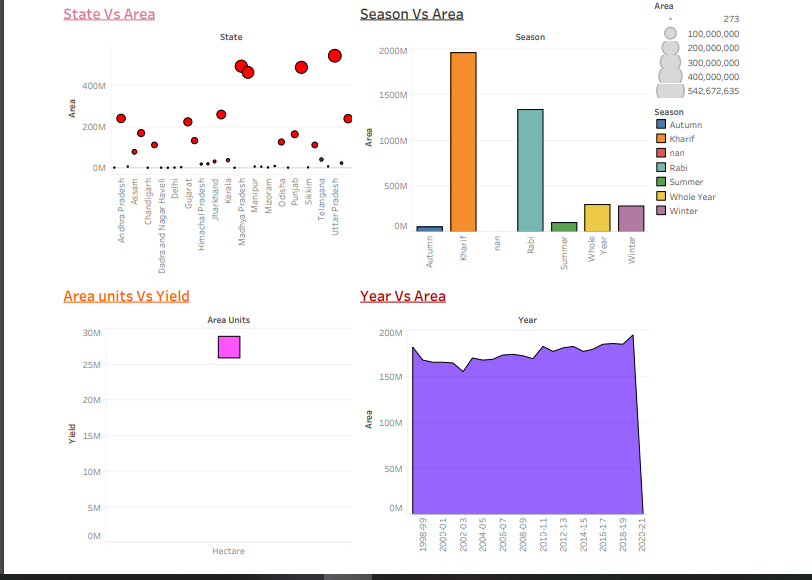 State Vs Area
State
Area
400M
200M
0M
Andhra Pradesh
Assam
Chandigarh
Dadra and Nagar Haveli
Delhi
Gujarat
Himachal Pradesh
Jharkhand
Kerala
Madhya Pradesh
Manipur
Mizoram
Odisha
Punjab
Sikkim
Telangana
Uttar Pradesh
Season Vs Area
Season
Area
2000M
1500M
1000M
500M
0M
Autumn
Kharif
nan
Rabi
Summer
Whole
Year
Winter
Area
273
100,000,000
200,000,000
300,000,000
400,000,000
542,672,635
Season
Autumn
Kharif
nan
Rabi
Summer
Whole Year
Winter
Area units Vs Yield
Area Units
Yield
30M
25M
20M
15M
10M
5M
0M
Hectare
Year Vs Area
Year
Area
200M
150M
100M
50M
0M
1998-99
2000-01
2002-03
2004-05
2006-07
2008-09
2010-11
2012-13
2014-15
2016-17
2018-19
2020-21